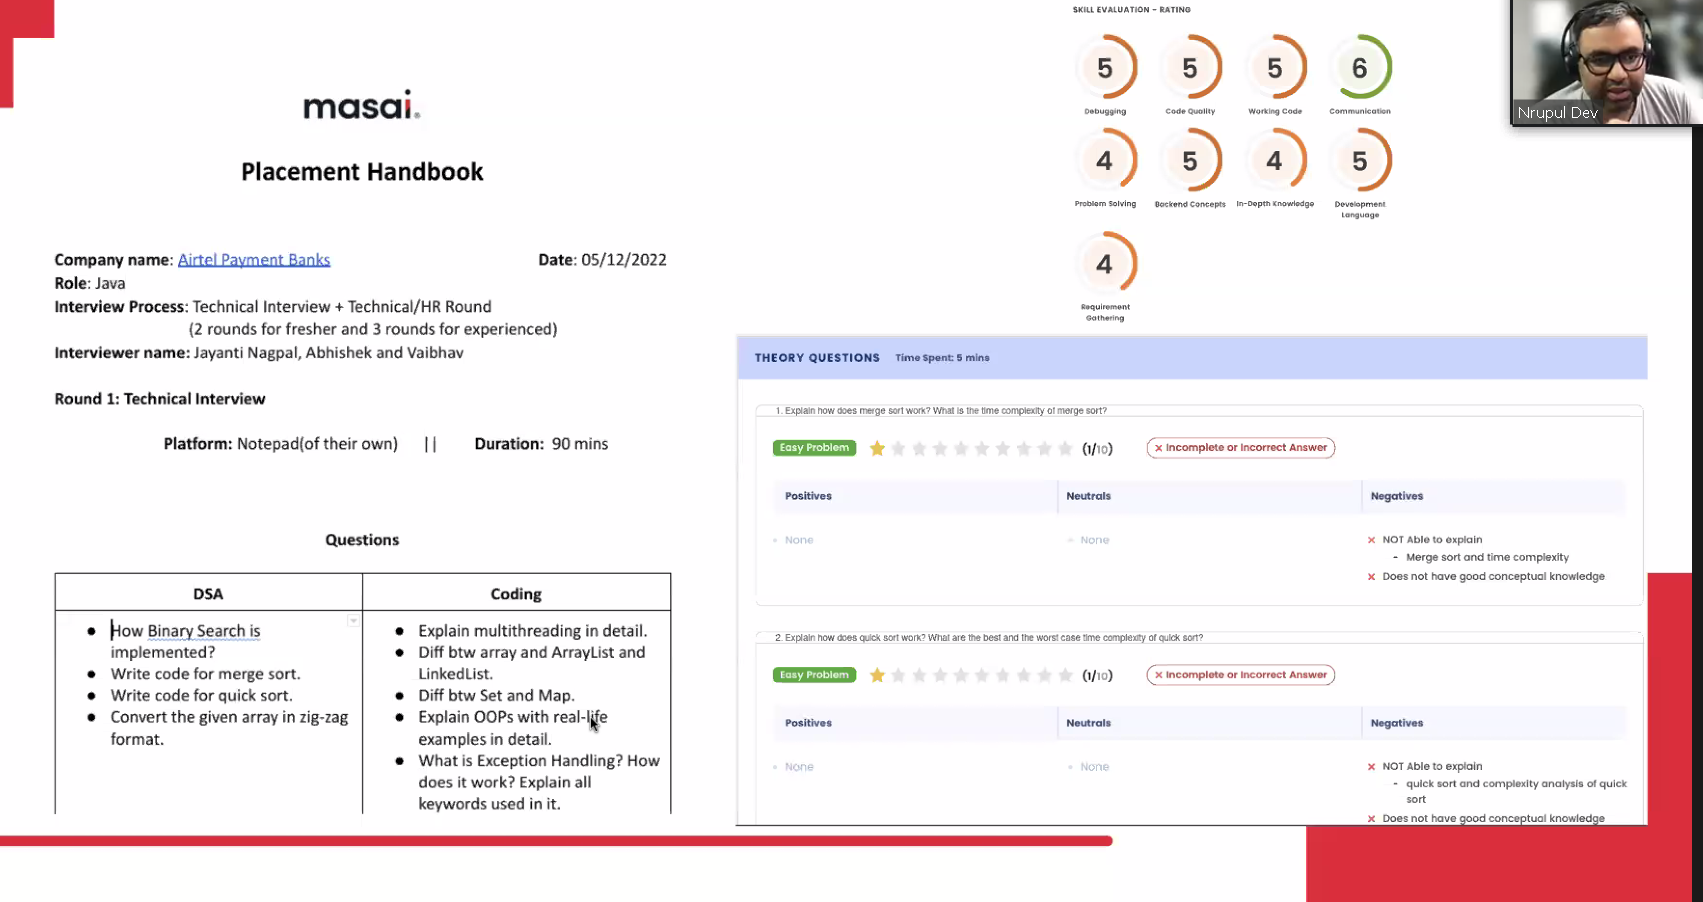 masai.
Placement Handbook
Company name: Airtel Payment Banks Date: 05/12/2022
Role: Java
Interview Process: Technical Interview + Technical/HR Round
(2 rounds for fresher and 3 rounds for experienced)
Interviewer name: Jayanti Nagpal, Abhishek and Vaibhav
Round 1: Technical Interview
Platform: Notepad(of their own) || Duration: 90 mins
Questions
DSA
How Binary Search is
implemented?
Write code for merge sort.
Write code for quick sort.
Convert the given array in zig-zag
format.
Coding
Explain multithreading in detail.
Diff btw array and ArrayList and
LinkedList.
Diff btw Set and Map.
Explain OOPs with real-life
examples in detail.
What is Exception Handling? How
does it work? Explain all
keywords used in it.
SKILL EVALUATION - RATING
5 5 5 6
Debugging Code Quality Working Code Communication
4 5 4 5
Problem Solving Backend Concepts In-Depth Knowledge Development
Language
4
Requirement
Gathering
THEORY QUESTIONS Time Spent: 5 mins
1. Explain how does merge sort work? What is the time complexity of merge sort?
Easy Problem (1/10) × Incomplete or Incorrect Answer
Positives Neutrals Negatives
None None × NOT Able to explain
- Merge sort and time complexity
× Does not have good conceptual knowledge
2. Explain how does quick sort work? What are the best and the worst case time complexity of quick sort?
Easy Problem (1/10) × Incomplete or Incorrect Answer
Positives Neutrals Negatives
None None × NOT Able to explain
- quick sort and complexity analysis of quick
sort
× Does not have good conceptual knowledge
Nrupul Dev